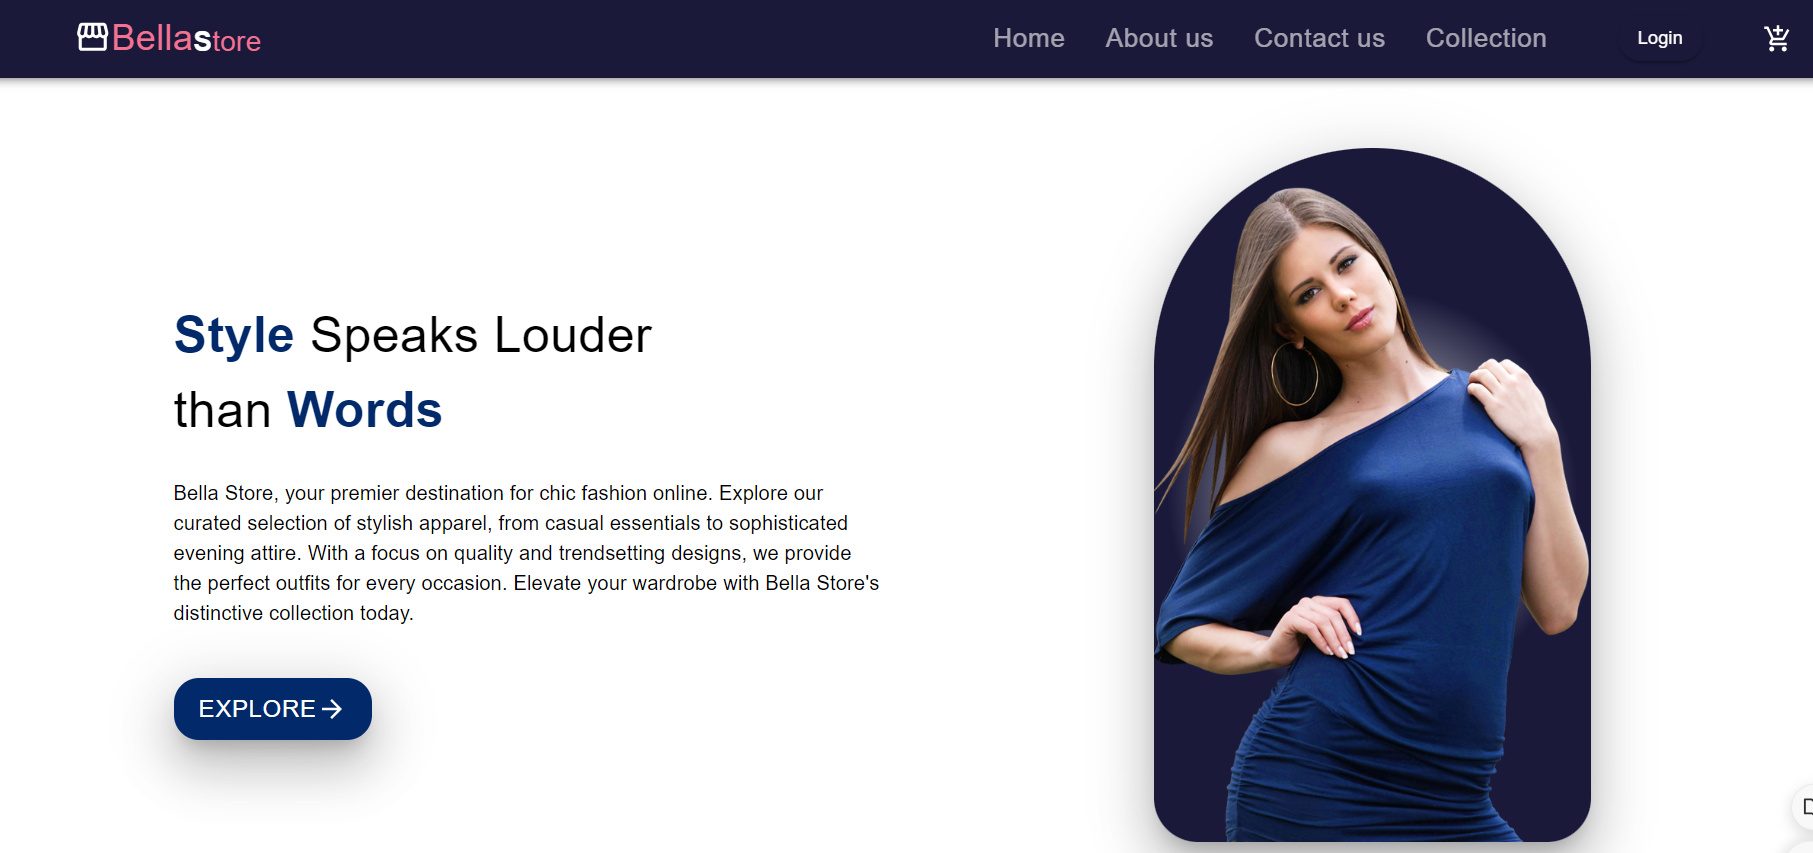 Bellastore
Home About us Contact us Collection Login
Style Speaks Louder
than Words
Bella Store, your premier destination for chic fashion online. Explore our
curated selection of stylish apparel, from casual essentials to sophisticated
evening attire. With a focus on quality and trendsetting designs, we provide
the perfect outfits for every occasion. Elevate your wardrobe with Bella Store's
distinctive collection today.
EXPLORE